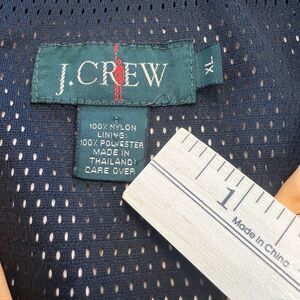 J.CREW
XL
100% NYLON
LINING:
100% POLYESTER
MADE IN
THAILAND
CARE OVER
1
Made in China